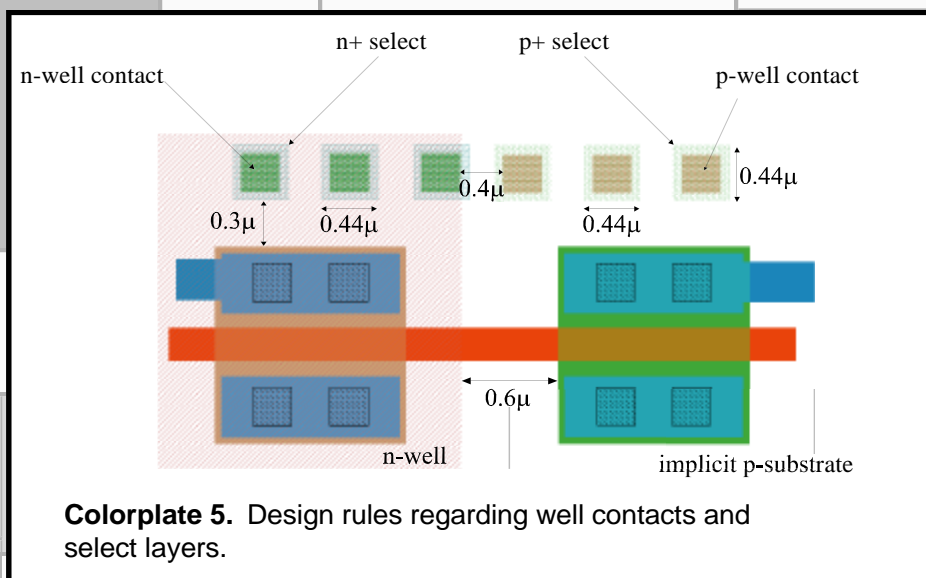 n+ select
p+ select
n-well contact
p-well contact
0.4μ
0.44μ
0.3μ
0.44μ
0.44μ
0.6μ
n-well
implicit p-substrate
Colorplate 5. Design rules regarding well contacts and
select layers.